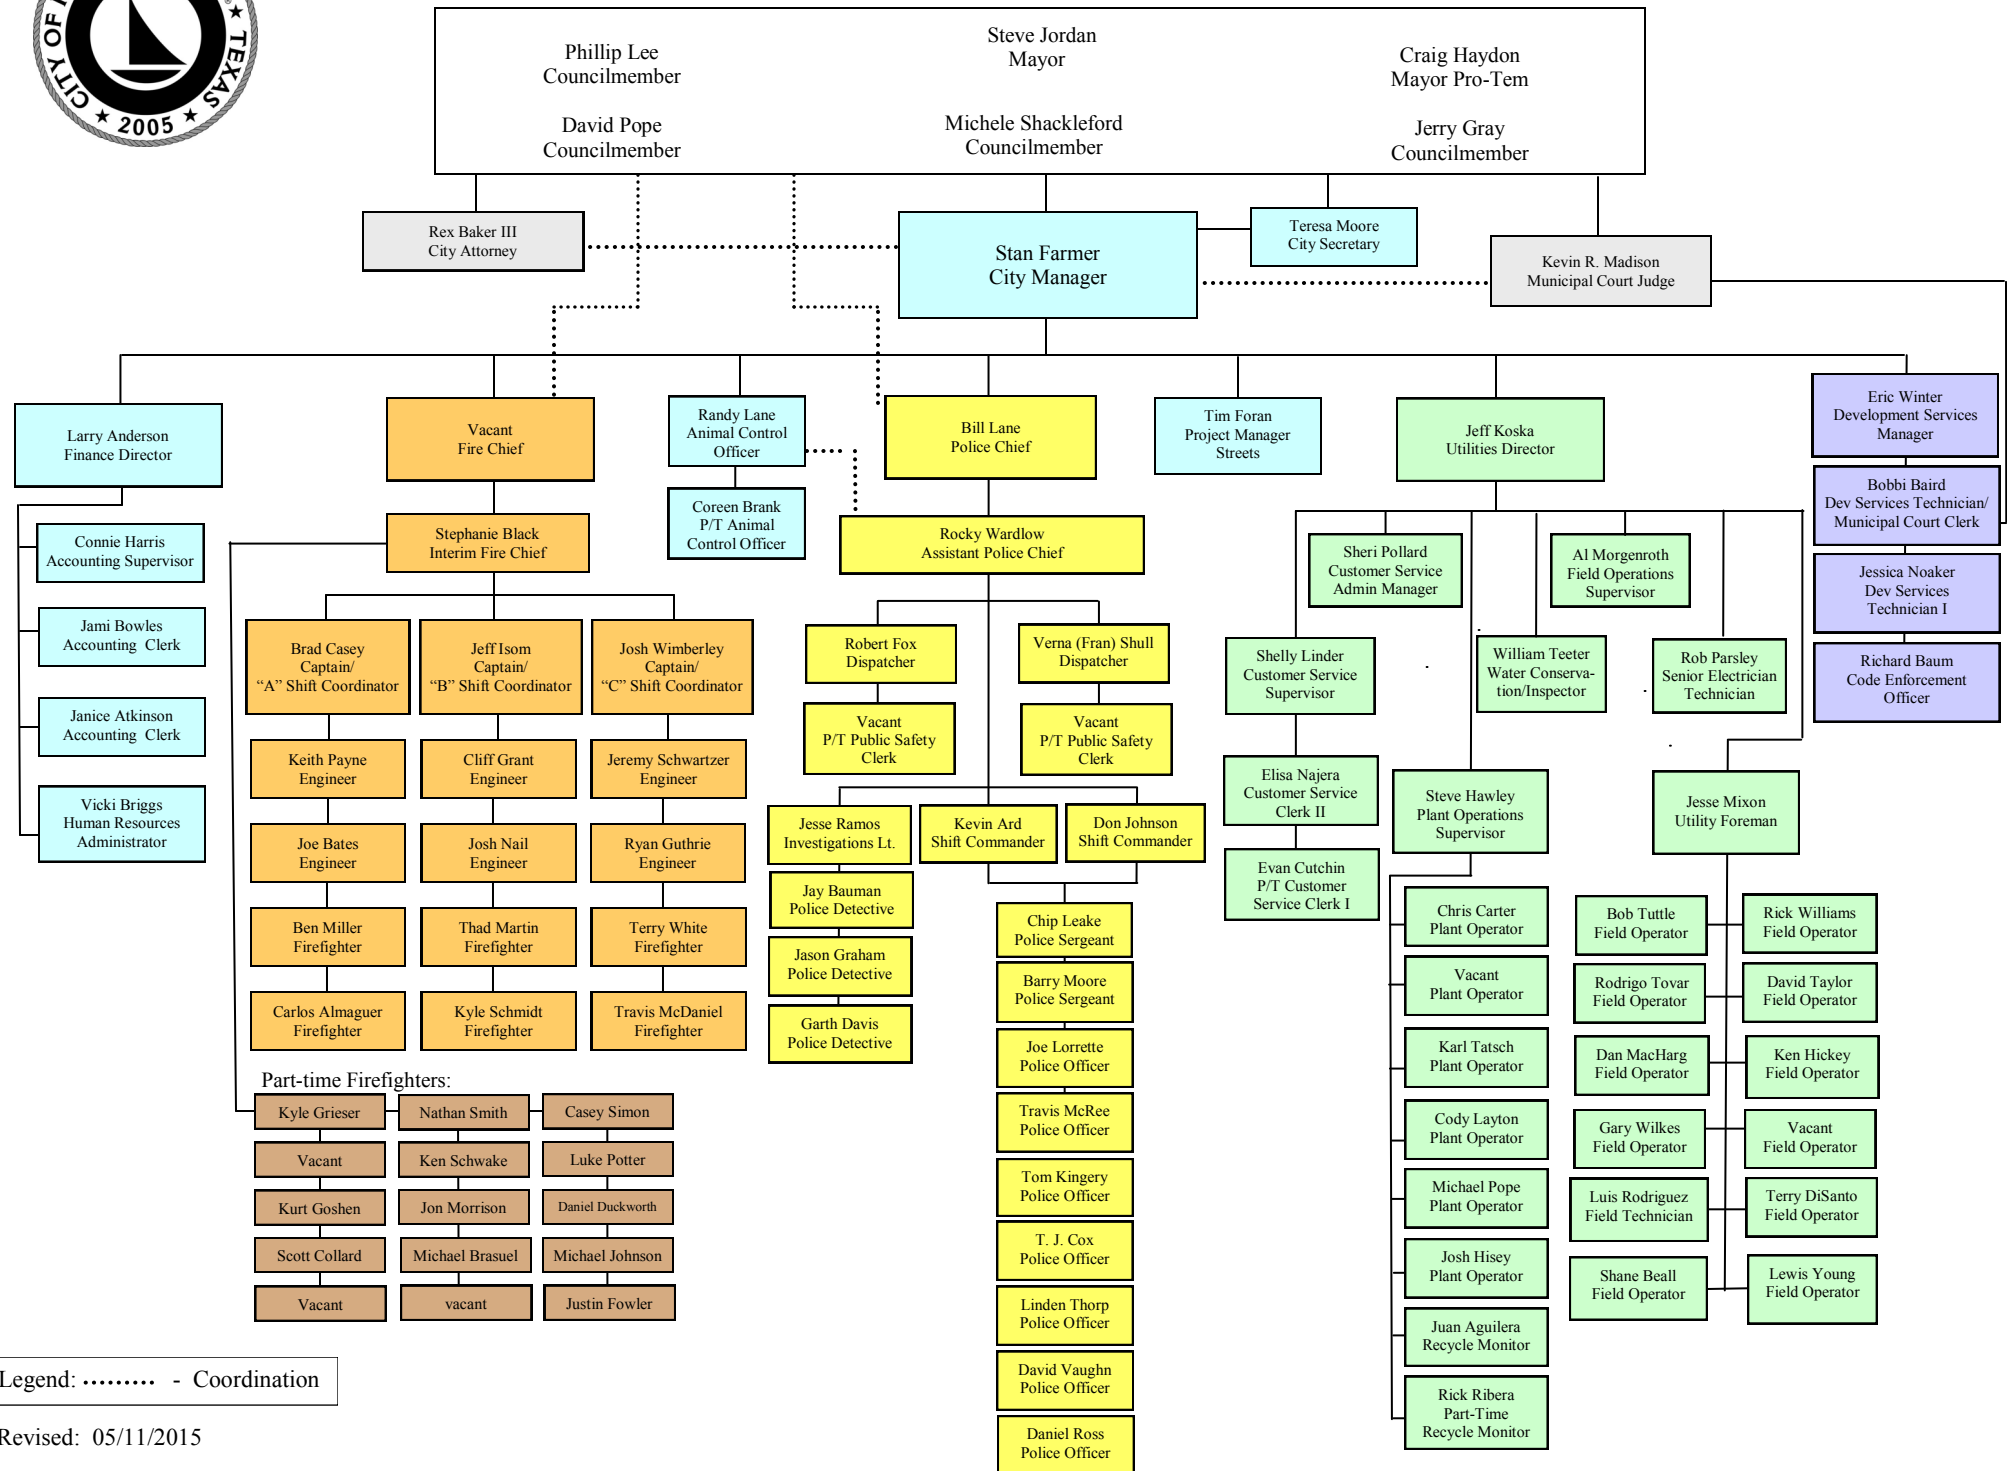 CITY OF
TEXAS
2005
Phillip Lee
Councilmember
Steve Jordan
Mayor
Craig Haydon
Mayor Pro-Tem
David Pope
Councilmember
Michele Shackleford
Councilmember
Jerry Gray
Councilmember
Rex Baker III
City Attorney
Stan Farmer
City Manager
Teresa Moore
City Secretary
Kevin R. Madison
Municipal Court Judge
Larry Anderson
Finance Director
Vacant
Fire Chief
Randy Lane
Animal Control
Officer
Bill Lane
Police Chief
Tim Foran
Project Manager
Streets
Jeff Koska
Utilities Director
Eric Winter
Development Services
Manager
Bobbi Baird
Dev Services Technician/
Municipal Court Clerk
Jessica Noaker
Dev Services
Technician I
Richard Baum
Code Enforcement
Officer
Connie Harris
Accounting Supervisor
Jami Bowles
Accounting Clerk
Janice Atkinson
Accounting Clerk
Vicki Briggs
Human Resources
Administrator
Stephanie Black
Interim Fire Chief
Coreen Brank
P/T Animal
Control Officer
Rocky Wardlow
Assistant Police Chief
Brad Casey
Captain/
“A” Shift Coordinator
Jeff Isom
Captain/
“B” Shift Coordinator
Josh Wimberley
Captain/
“C” Shift Coordinator
Keith Payne
Engineer
Cliff Grant
Engineer
Jeremy Schwartzer
Engineer
Joe Bates
Engineer
Josh Nail
Engineer
Ryan Guthrie
Engineer
Ben Miller
Firefighter
Thad Martin
Firefighter
Terry White
Firefighter
Carlos Almaguer
Firefighter
Kyle Schmidt
Firefighter
Travis McDaniel
Firefighter
Part-time Firefighters:
Kyle Grieser
Nathan Smith
Casey Simon
Vacant
Ken Schwake
Luke Potter
Kurt Goshen
Jon Morrison
Daniel Duckworth
Scott Collard
Michael Brasuel
Michael Johnson
Vacant
vacant
Justin Fowler
Robert Fox
Dispatcher
Verna (Fran) Shull
Dispatcher
Vacant
P/T Public Safety
Clerk
Vacant
P/T Public Safety
Clerk
Jesse Ramos
Investigations Lt.
Kevin Ard
Shift Commander
Don Johnson
Shift Commander
Jay Bauman
Police Detective
Jason Graham
Police Detective
Garth Davis
Police Detective
Chip Leake
Police Sergeant
Barry Moore
Police Sergeant
Joe Lorrette
Police Officer
Travis McRee
Police Officer
Tom Kingery
Police Officer
T. J. Cox
Police Officer
Linden Thorp
Police Officer
David Vaughn
Police Officer
Daniel Ross
Police Officer
Sheri Pollard
Customer Service
Admin Manager
Al Morgenroth
Field Operations
Supervisor
Shelly Linder
Customer Service
Supervisor
William Teeter
Water Conserva-
tion/Inspector
Rob Parsley
Senior Electrician
Technician
Elisa Najera
Customer Service
Clerk II
Evan Cutchin
P/T Customer
Service Clerk I
Steve Hawley
Plant Operations
Supervisor
Jesse Mixon
Utility Foreman
Chris Carter
Plant Operator
Vacant
Plant Operator
Karl Tatsch
Plant Operator
Cody Layton
Plant Operator
Michael Pope
Plant Operator
Josh Hisey
Plant Operator
Juan Aguilera
Recycle Monitor
Rick Ribera
Part-Time
Recycle Monitor
Bob Tuttle
Field Operator
Rick Williams
Field Operator
Rodrigo Tovar
Field Operator
David Taylor
Field Operator
Dan MacHarg
Field Operator
Ken Hickey
Field Operator
Gary Wilkes
Field Operator
Vacant
Field Operator
Luis Rodriguez
Field Technician
Terry DiSanto
Field Operator
Shane Beall
Field Operator
Lewis Young
Field Operator
Legend: ......... - Coordination
Revised: 05/11/2015